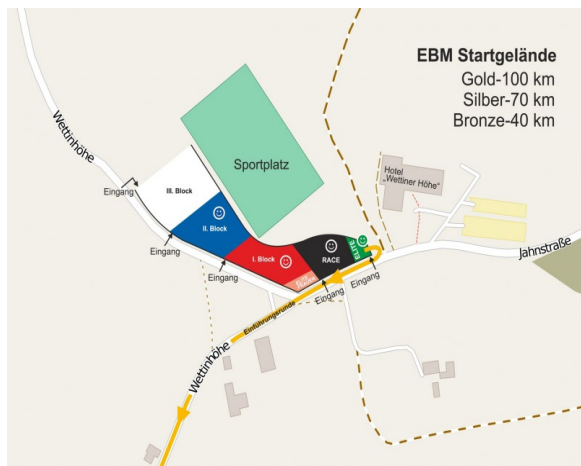 EBM Startgelände
Gold-100 km
Silber-70 km
Bronze-40 km
Wettinhöhe
Sportplatz
Hotel
„Wettiner Höhe"
III. Block
Eingang
II. Block
ELITE
RACE
Jahnstraße
I. Block
Eingang
Eingang
Eingang
Eingang
Einführungsrunde
Wettinhöhe